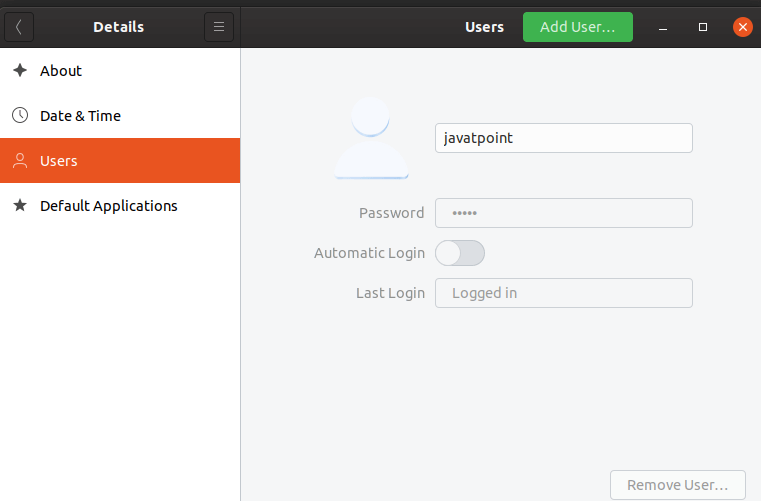 Details
Users
Add User...
About
Date & Time
Users
Default Applications
javatpoint
Password •••••
Automatic Login
Last Login Logged in
Remove User...